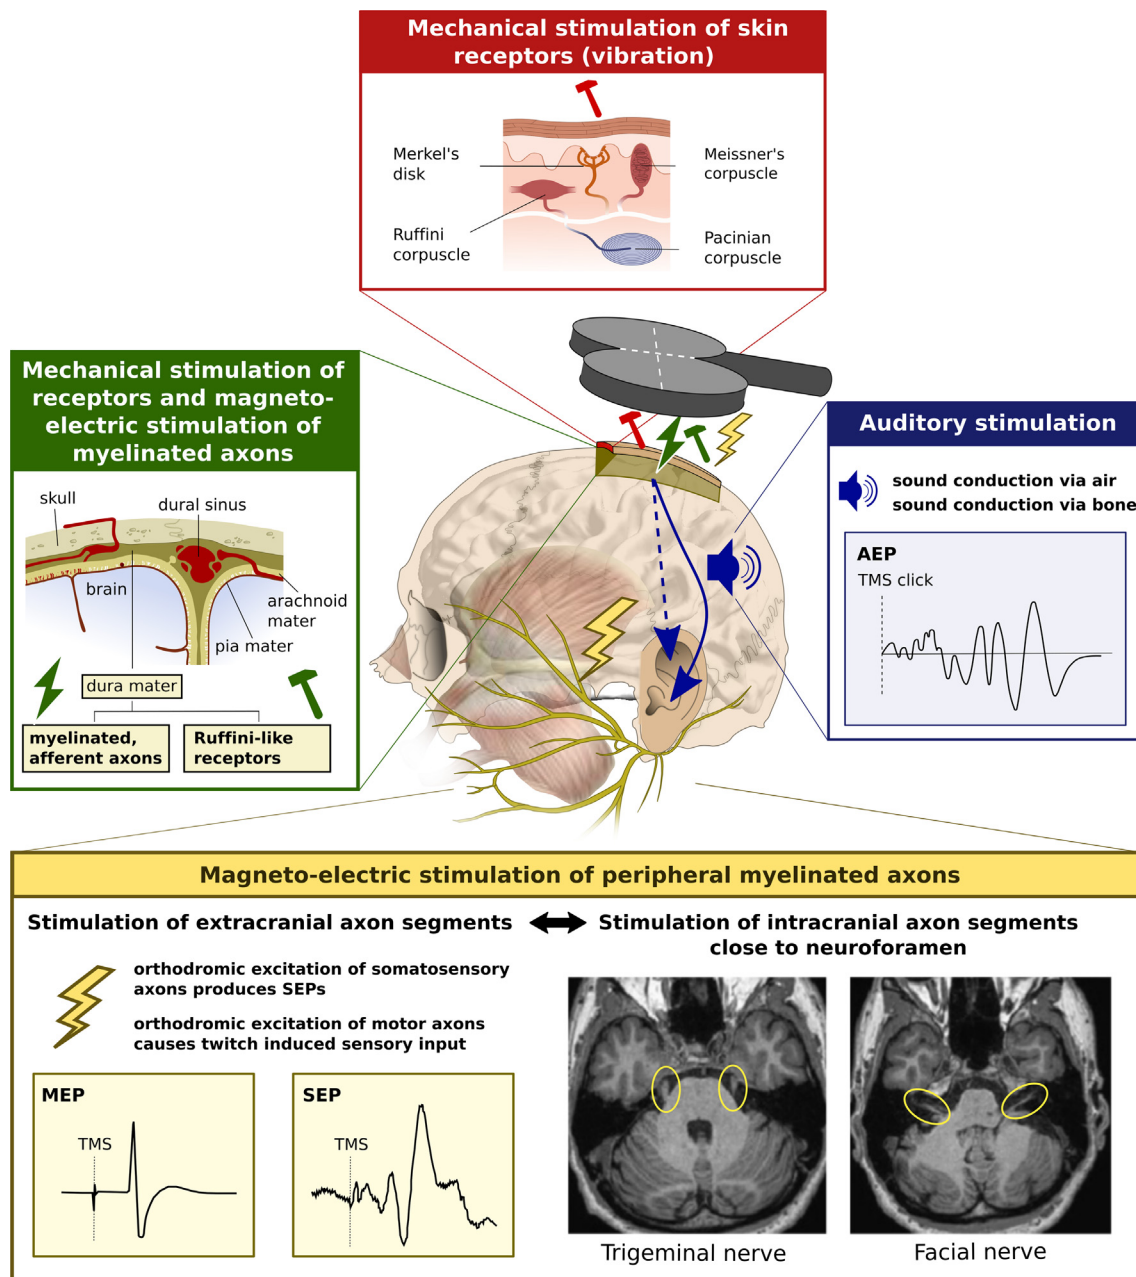 Mechanical stimulation of skin
receptors (vibration)
Merkel's
disk
Meissner's
corpuscle
Ruffini
corpuscle
Pacinian
corpuscle
Mechanical stimulation of
receptors and magneto-
electric stimulation of
myelinated axons
skull
dural sinus
brain
arachnoid
mater
pia mater
dura mater
myelinated,
afferent axons
Ruffini-like
receptors
Auditory stimulation
sound conduction via air
sound conduction via bone
AEP
TMS click
Magneto-electric stimulation of peripheral myelinated axons
Stimulation of extracranial axon segments
Stimulation of intracranial axon segments
close to neuroforamen
orthodromic excitation of somatosensory
axons produces SEPs
orthodromic excitation of motor axons
causes twitch induced sensory input
MEP
TMS
SEP
TMS
Trigeminal nerve
Facial nerve